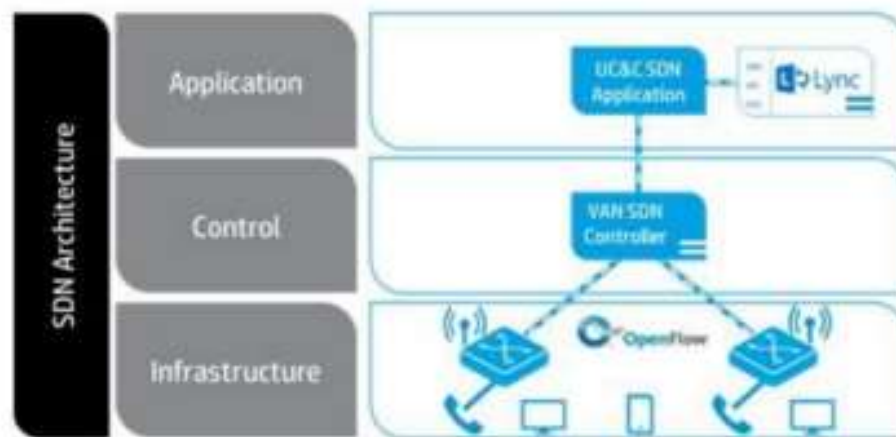 SDN Architecture
Application
UC&C SDN
Application
Lync
Control
VAN SDN
Controller
Infrastructure
OpenFlow